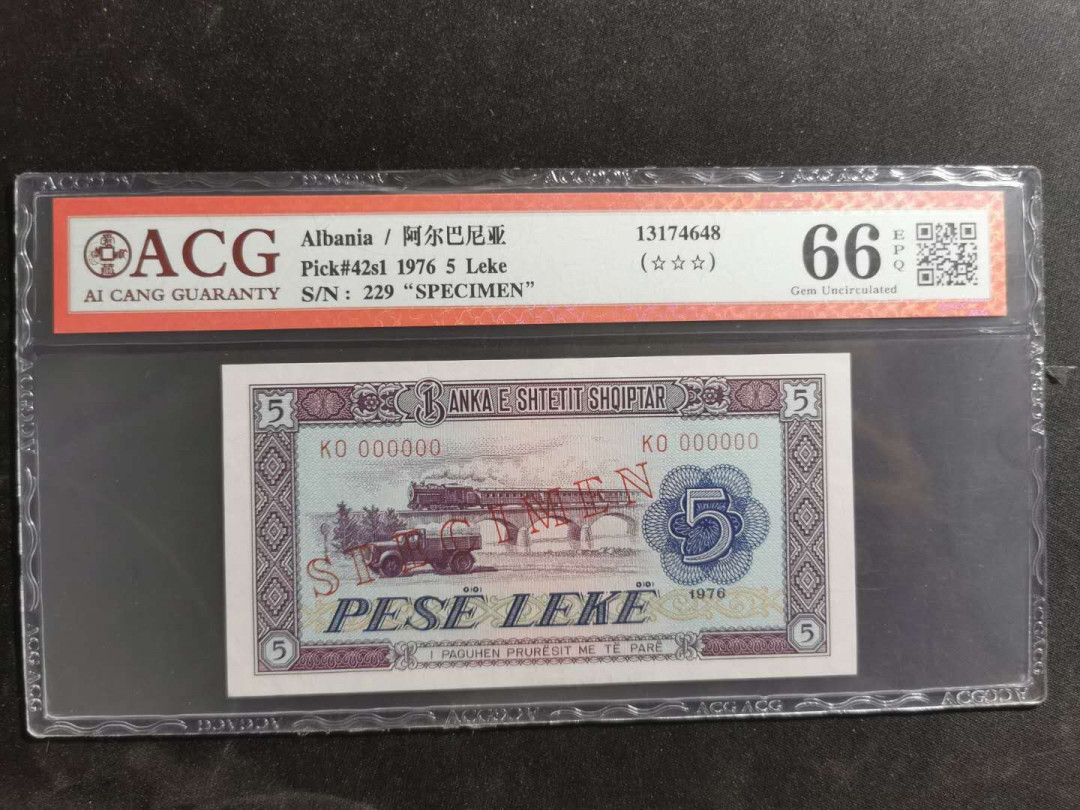 ACG
AI CANG GUARANTY
Albania / 阿尔巴尼亚
Pick#42s1 1976 5 Leke
S/N: 229 “SPECIMEN”
13174648
(☆☆☆)
66
EPQ
Gem Uncirculated
5
BANKA E SHTETIT SHQIPTAR
5
KO 000000
KO 000000
SPECIMEN
5
PESË LEKË
1976
5
I PAGUHEN PRURËSIT ME TË PARË
5